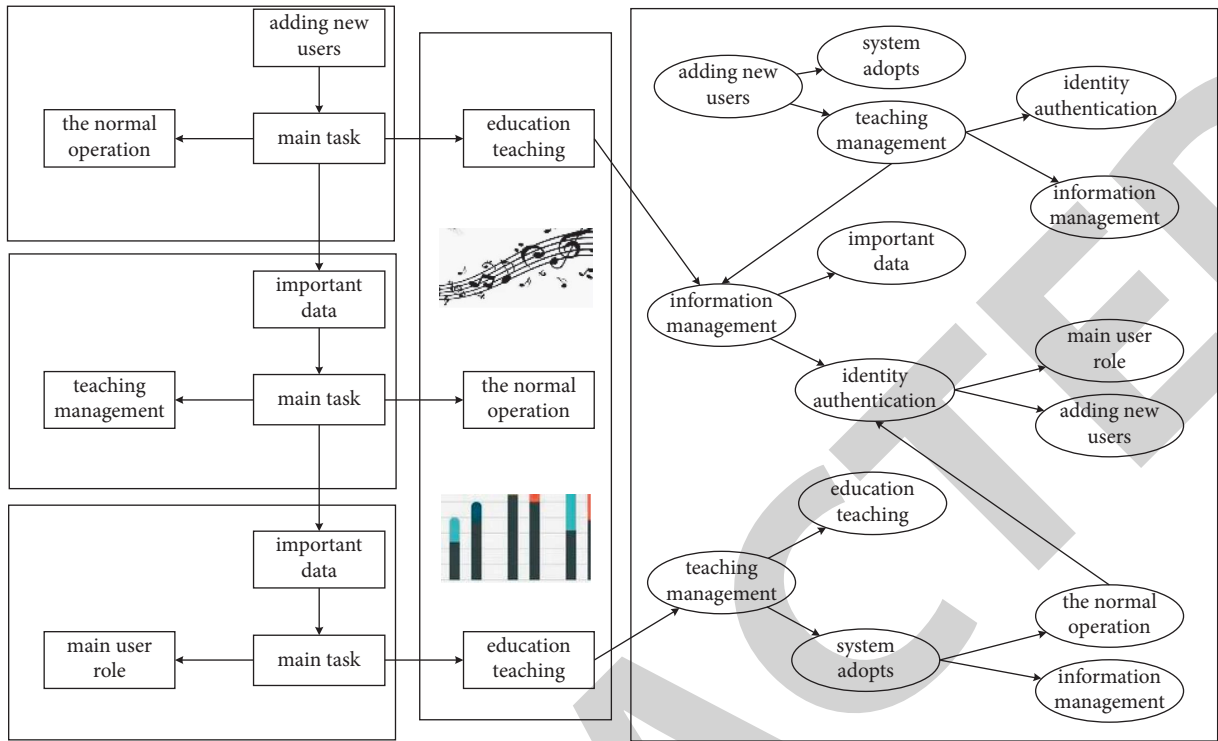 adding new
users
the normal
operation
main task
education
teaching
important
data
teaching
management
main task
the normal
operation
important
data
main user
role
main task
education
teaching
adding new
users
system
adopts
teaching
management
identity
authentication
information
management
important
data
information
management
identity
authentication
main user
role
adding new
users
education
teaching
teaching
management
system
adopts
the normal
operation
information
management